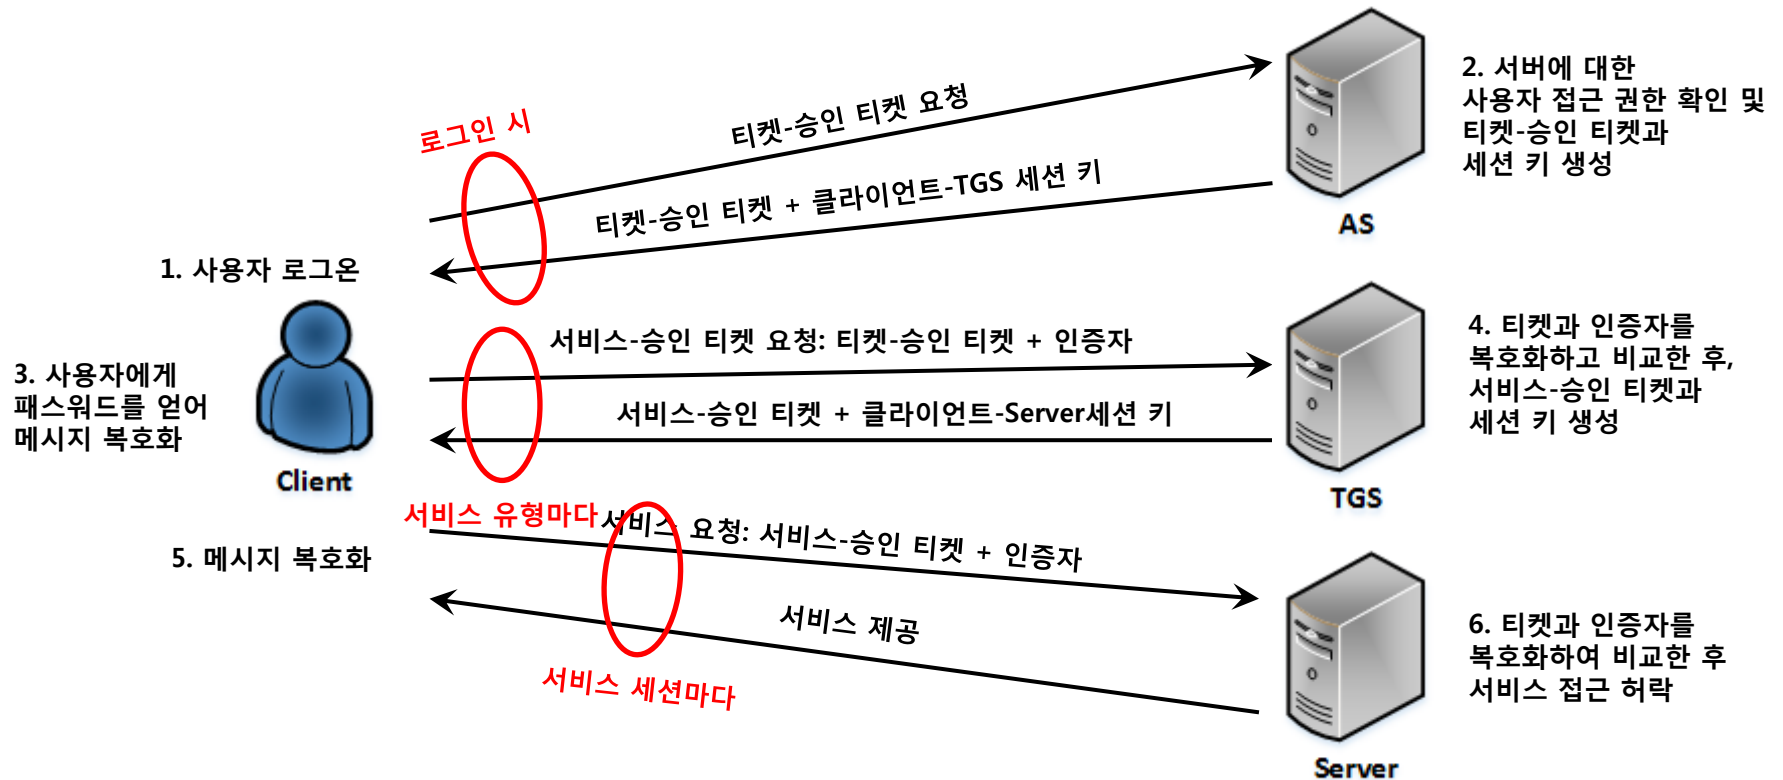 2. 서버에 대한
사용자 접근 권한 확인 및
티켓-승인 티켓과
세션 키 생성
티켓-승인 티켓 요청
로그인 시
티켓-승인 티켓 + 클라이언트-TGS 세션 키
AS
1. 사용자 로그온
서비스-승인 티켓 요청: 티켓-승인 티켓 + 인증자
4. 티켓과 인증자를
복호화하고 비교한 후,
서비스-승인 티켓과
세션 키 생성
3. 사용자에게
패스워드를 얻어
메시지 복호화
서비스-승인 티켓 + 클라이언트-Server세션 키
Client
TGS
서비스 유형마다
서비스 요청: 서비스-승인 티켓 + 인증자
5. 메시지 복호화
서비스 제공
6. 티켓과 인증자를
복호화하여 비교한 후
서비스 접근 허락
서비스 세션마다
Server